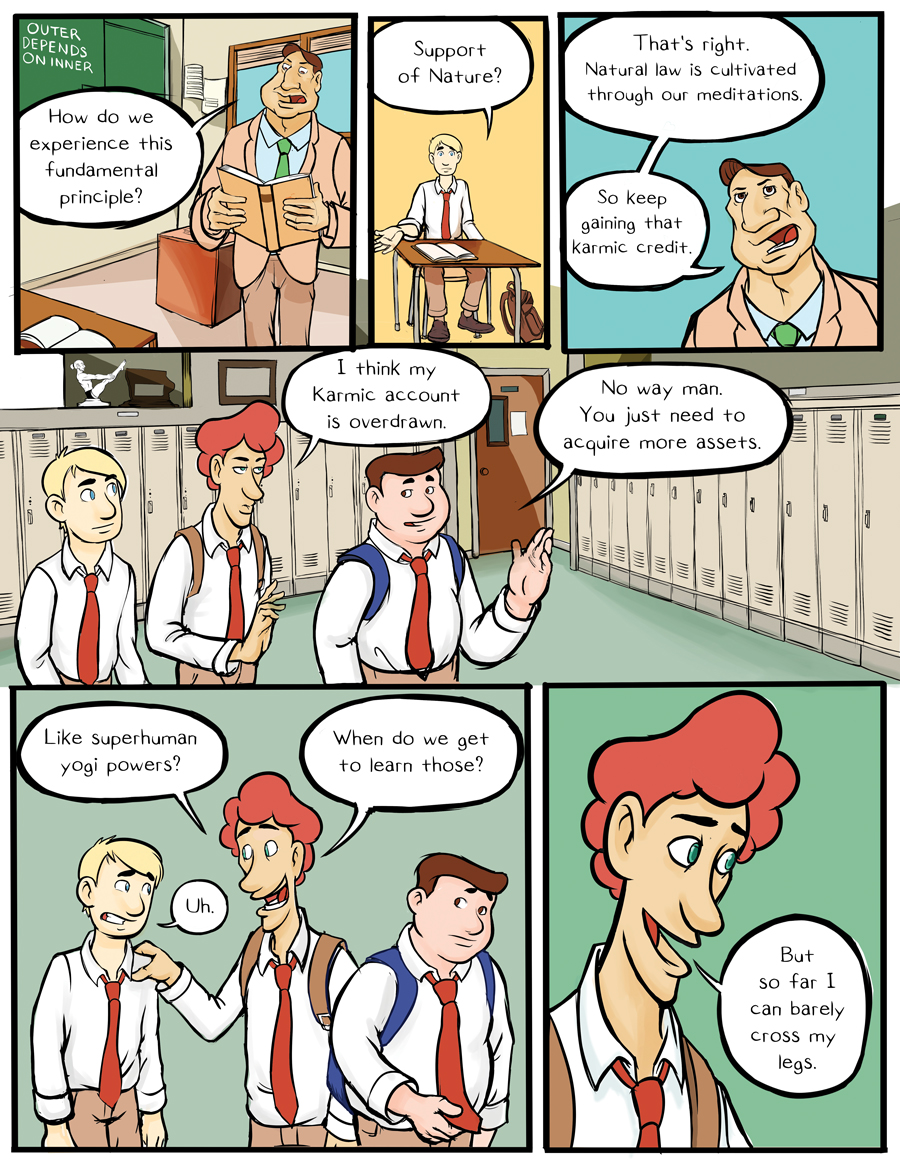 OUTER
DEPENDS
ON INNER
How do we
experience this
fundamental
principle?
Support
of Nature?
That's right.
Natural law is cultivated
through our meditations.
So keep
gaining that
karmic credit.
I think my
Karmic account
is overdrawn.
No way man.
You just need to
acquire more assets.
Like superhuman
yogi powers?
When do we get
to learn those?
Uh.
But
so far I
can barely
cross my
legs.